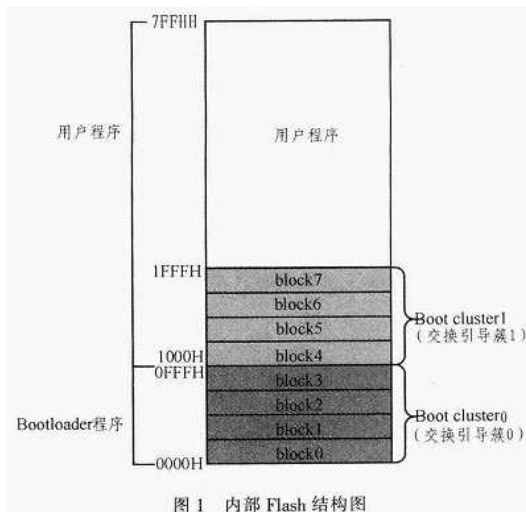 7FFHH
用户程序
用户程序
1FFFH
block7
block6
block5
block4
Boot cluster1
(交换引导簇1)
1000H
0FFFH
block3
block2
block1
block0
Bootloader程序
Boot cluster0
(交换引导簇0)
0000H
图 1 内部 Flash 结构图